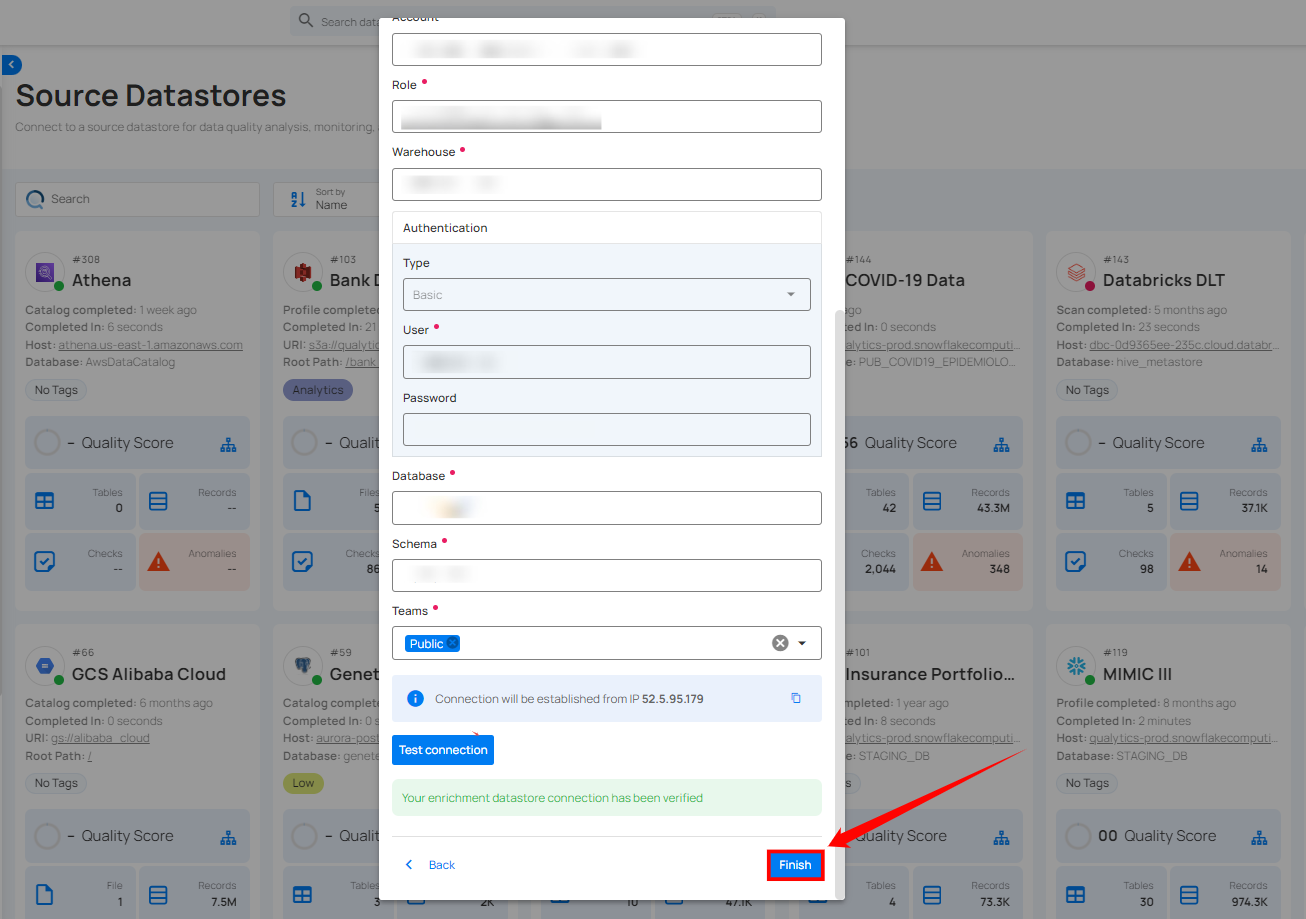 Search data
Account
Source Datastores
Connect to a source datastore for data quality analysis, monitoring,
Role
Warehouse
Search
Sort by
Name
Authentication
Type
Basic
User
Password
Database
Schema
Teams
Public
Connection will be established from IP 52.5.95.179
Test connection
Your enrichment datastore connection has been verified
Back
Finish
#308
Athena
Catalog completed: 1 week ago
Completed In: 6 seconds
Host: athena.us-east-1.amazonaws.com
Database: AwsDataCatalog
No Tags
– Quality Score
Tables
0
Records
--
Checks
--
Anomalies
--
#103
Bank
Profile completed
Completed In: 21
URI: s3a://qualytic
Root Path: /bank_
Analytics
–
Files
Checks
#144
COVID-19 Data
ago
ed In: 0 seconds
alytics-prod.snowflakecomputi...
e: PUB_COVID19_EPIDEMIOLO...
66 Quality Score
Tables
42
Records
43.3M
Checks
2,044
Anomalies
348
#143
Databricks DLT
Scan completed: 5 months ago
Completed In: 23 seconds
Host: dbc-0d9365ee-235c.cloud.databr...
Database: hive_metastore
No Tags
– Quality Score
Tables
5
Records
37.1K
Checks
98
Anomalies
14
#66
GCS Alibaba Cloud
Catalog completed: 6 months ago
Completed In: 0 seconds
URI: gs://alibaba_cloud
Root Path: /
No Tags
– Quality Score
File
1
Records
7.5M
#59
Genet
Catalog complete
Completed In: 0 s
Host: aurora-post
Database: genete
Low
–
Tables
3
2K
10
47.1K
#101
Insurance Portfolio...
mpleted: 1 year ago
ed In: 8 seconds
alytics-prod.snowflakecomputi...
e: STAGING_DB
Quality Score
Tables
4
Records
73.3K
#119
MIMIC III
Profile completed: 8 months ago
Completed In: 2 minutes
Host: qualytics-prod.snowflakecomputi...
Database: STAGING_DB
No Tags
00 Quality Score
Tables
30
Records
974.3K